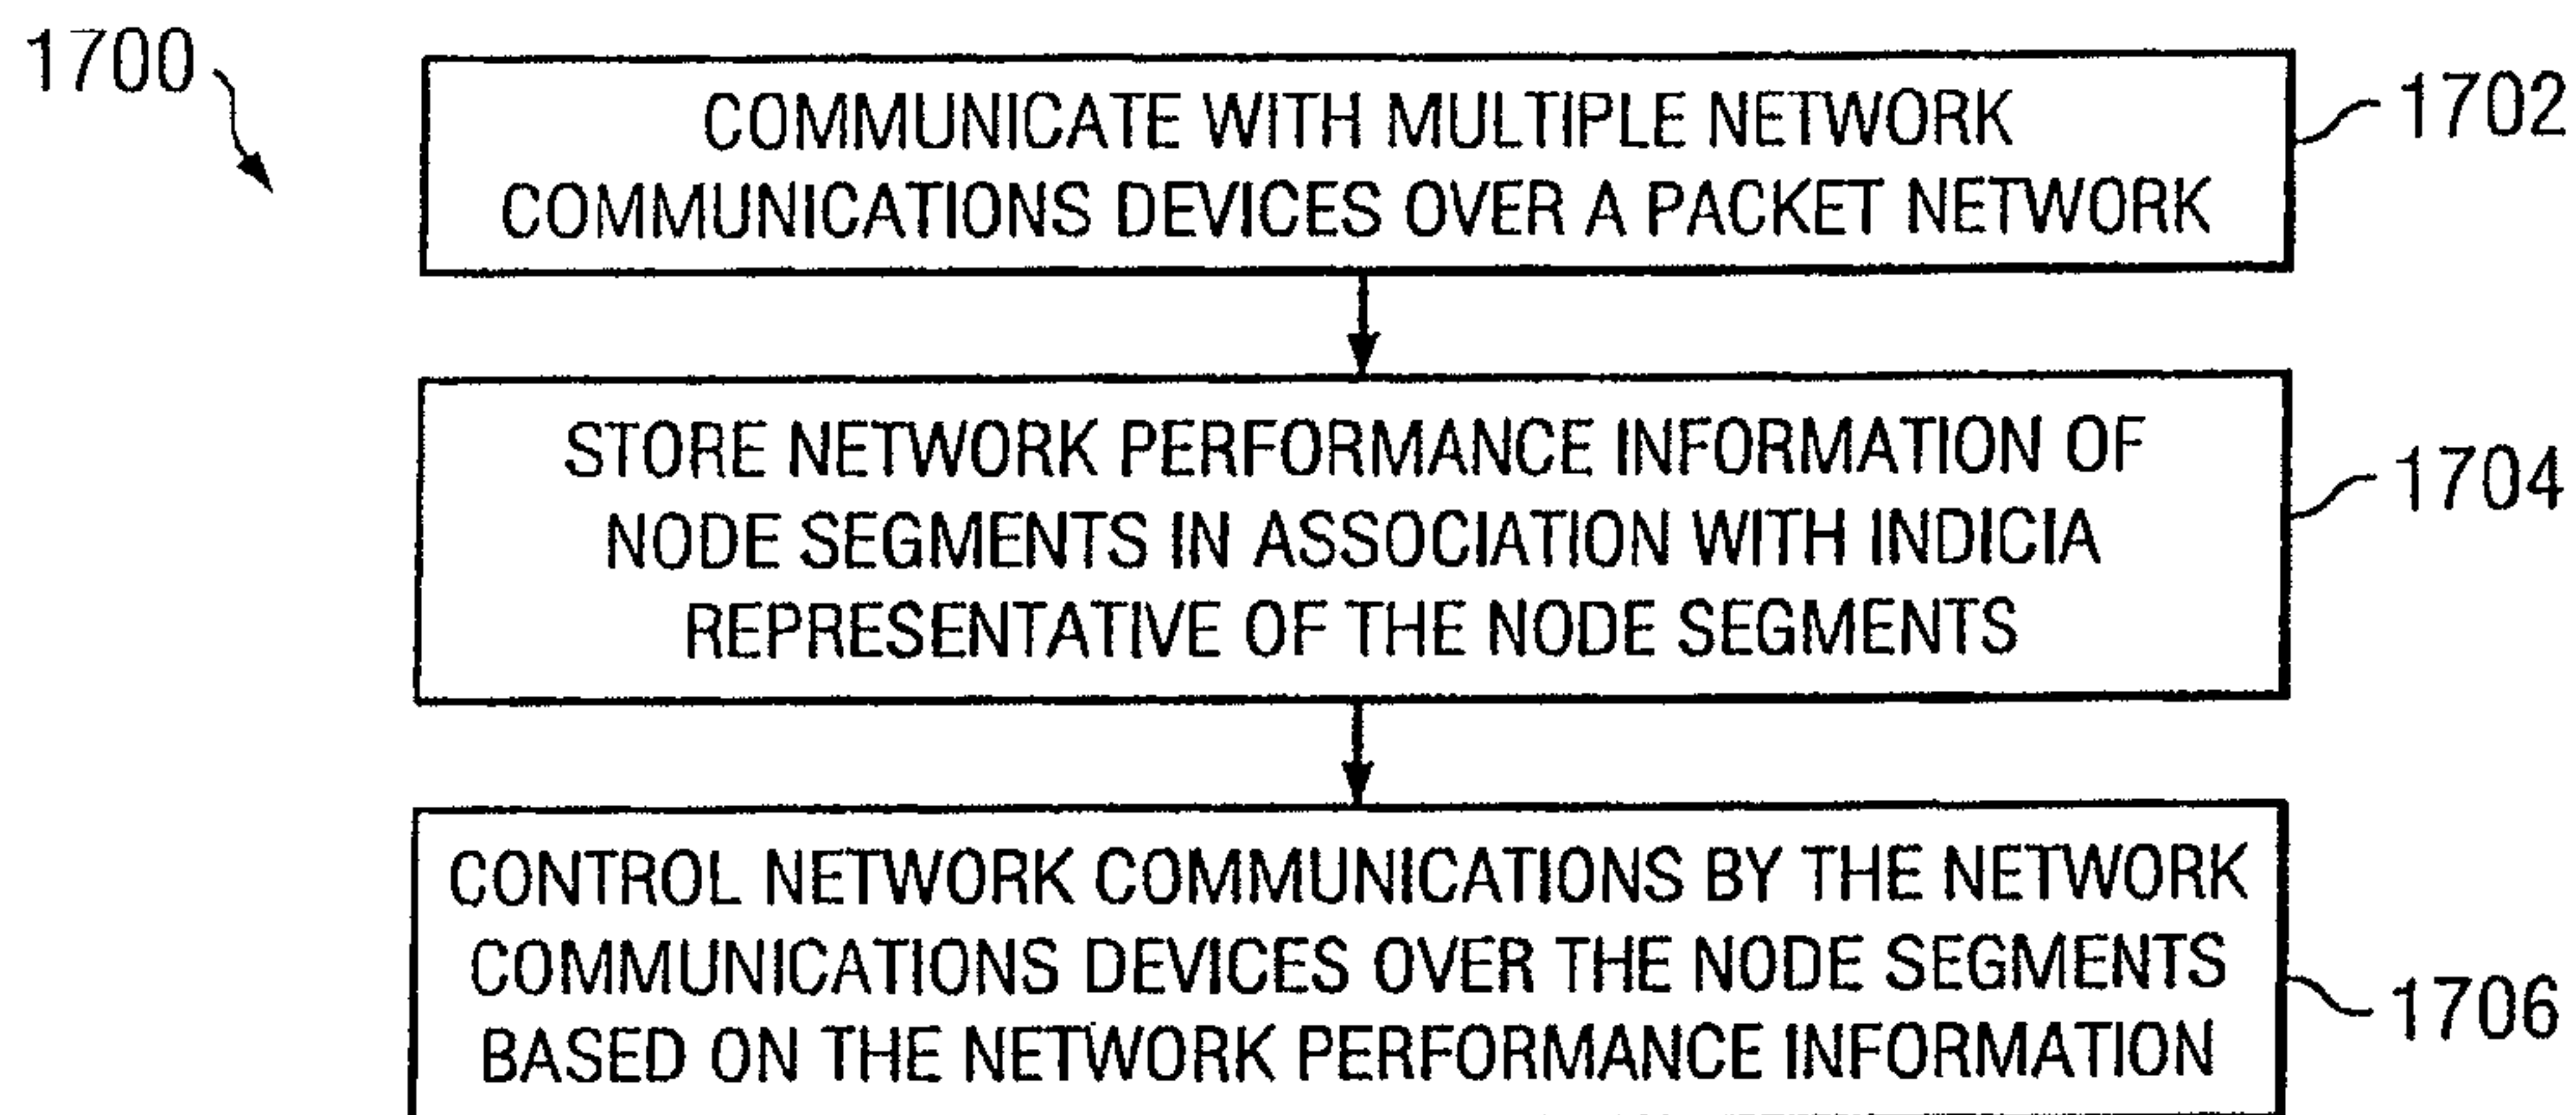 1700
COMMUNICATE WITH MULTIPLE NETWORK
COMMUNICATIONS DEVICES OVER A PACKET NETWORK
1702
STORE NETWORK PERFORMANCE INFORMATION OF
NODE SEGMENTS IN ASSOCIATION WITH INDICIA
REPRESENTATIVE OF THE NODE SEGMENTS
1704
CONTROL NETWORK COMMUNICATIONS BY THE NETWORK
COMMUNICATIONS DEVICES OVER THE NODE SEGMENTS
BASED ON THE NETWORK PERFORMANCE INFORMATION
1706